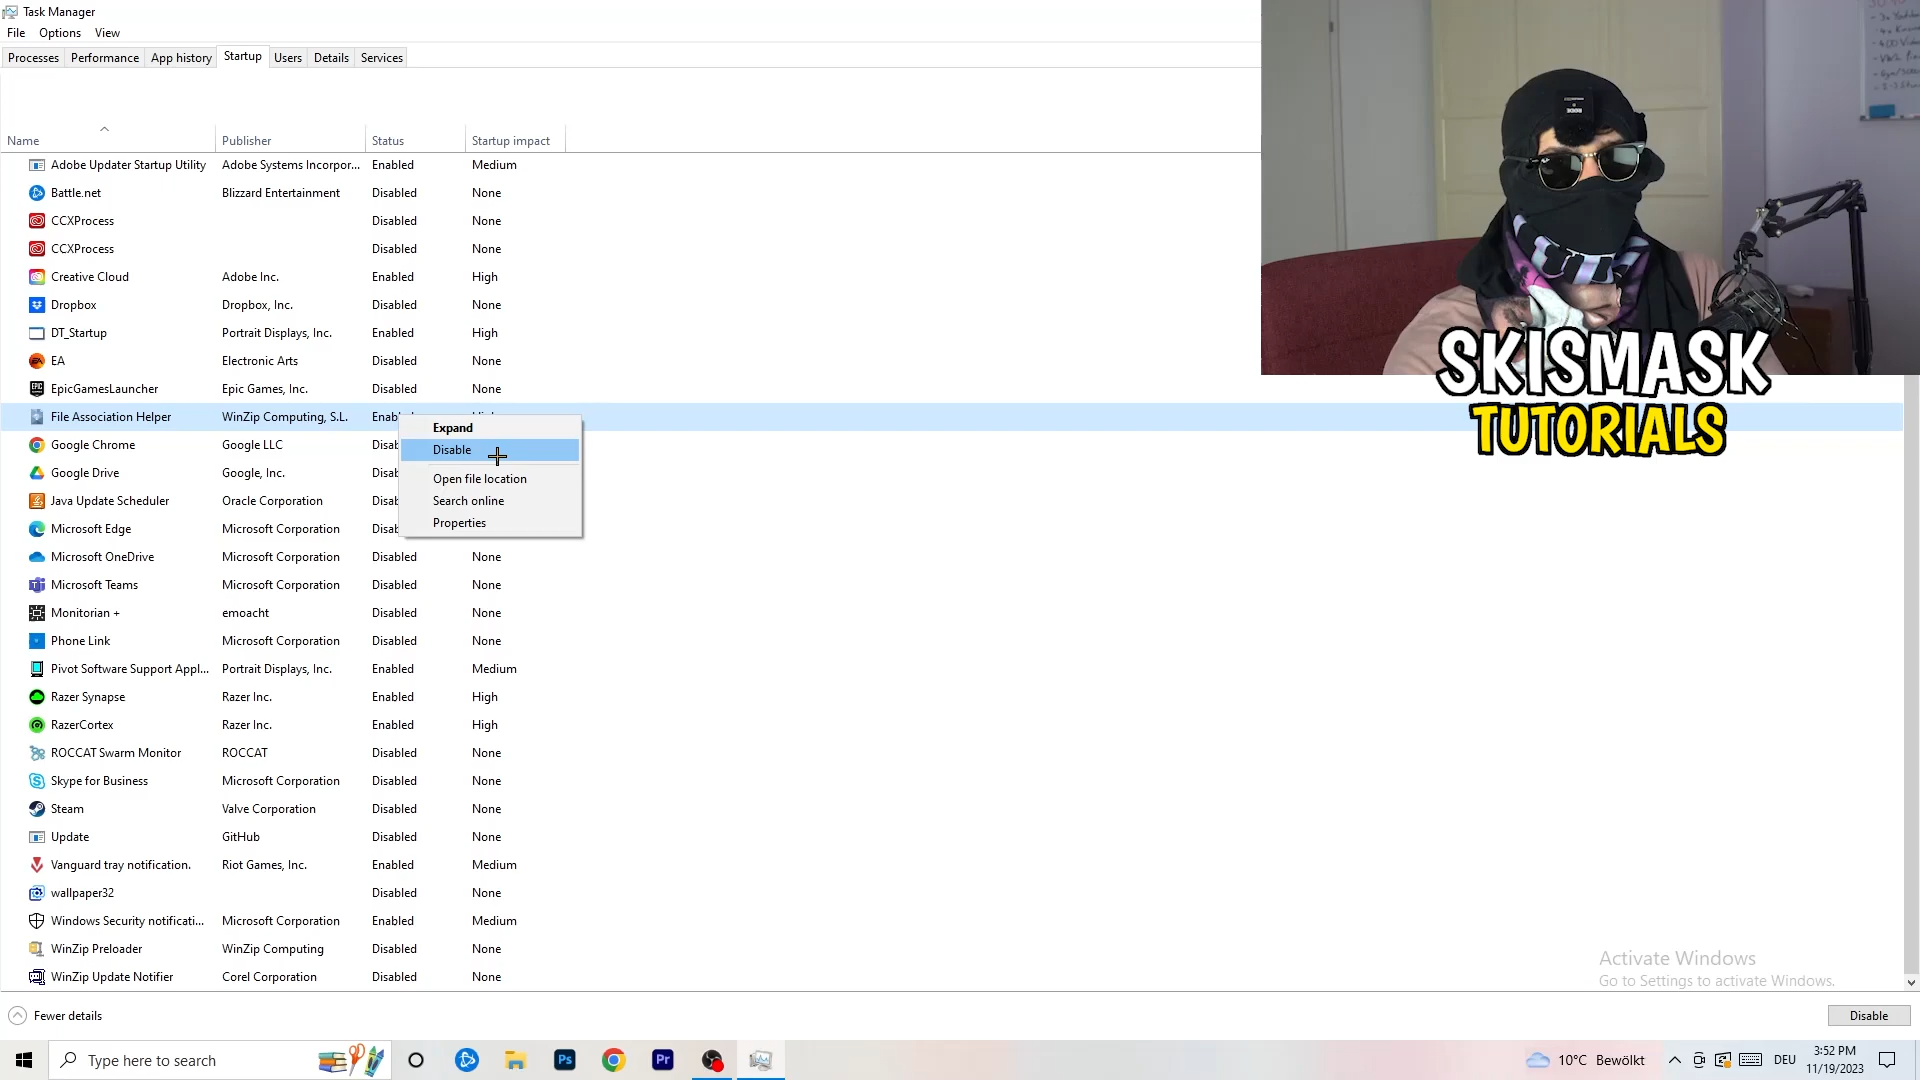 Task Manager
File Options View
Processes Performance App history Startup Users Details Services
Name Publisher Status Startup impact
Adobe Updater Startup Utility Adobe Systems Incorpor... Enabled Medium
Battle.net Blizzard Entertainment Disabled None
CCXProcess Disabled None
CCXProcess Disabled None
Creative Cloud Adobe Inc. Enabled High
Dropbox Dropbox, Inc. Disabled None
DT_Startup Portrait Displays, Inc. Enabled High
EA Electronic Arts Disabled None
EpicGamesLauncher Epic Games, Inc. Disabled None
File Association Helper WinZip Computing, S.L.
Google Chrome Google LLC
Google Drive Google, Inc.
Java Update Scheduler Oracle Corporation
Microsoft Edge Microsoft Corporation
Expand
Disable
Open file location
Search online
Properties
Microsoft OneDrive Microsoft Corporation Disabled None
Microsoft Teams Microsoft Corporation Disabled None
Monitorian + emoacht Disabled None
Phone Link Microsoft Corporation Disabled None
Pivot Software Support Appl... Portrait Displays, Inc. Enabled Medium
Razer Synapse Razer Inc. Enabled High
RazerCortex Razer Inc. Enabled High
ROCCAT Swarm Monitor ROCCAT Disabled None
Skype for Business Microsoft Corporation Disabled None
Steam Valve Corporation Disabled None
Update GitHub Disabled None
Vanguard tray notification. Riot Games, Inc. Enabled Medium
wallpaper32 Disabled None
Windows Security notificati... Microsoft Corporation Enabled Medium
WinZip Preloader WinZip Computing Disabled None
WinZip Update Notifier Corel Corporation Disabled None
SKISMASK
TUTORIALS
Activate Windows
Go to Settings to activate Windows.
Fewer details Disable
Type here to search
Ps
Pr
10°C Bewölkt
DEU
3:52 PM
11/19/2023